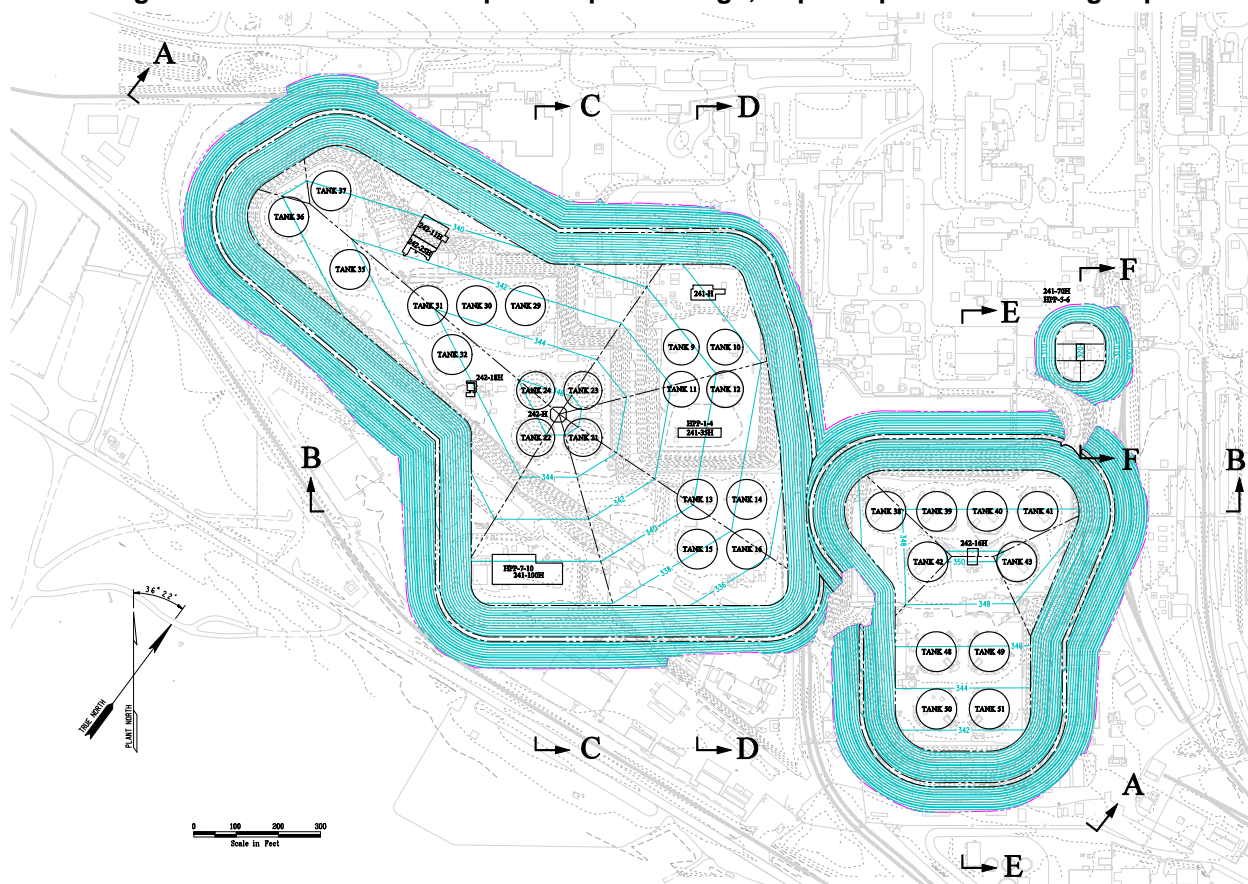 A
C
D
TANK 37
TANK 36
242-11H
242-25H
340
TANK 35
342
241-H
F
241-70H
HPP-5-6
E
TANK 31
TANK 30
TANK 29
344
TANK 32
TANK 9
TANK 10
242-18H
TANK 24
TANK 23
TANK 11
TANK 12
242-H
HPP-1-4
241-35H
TANK 22
TANK 21
B
F
B
344
342
TANK 13
TANK 14
TANK 38
TANK 39
TANK 40
TANK 41
348
340
TANK 15
TANK 16
242-16H
TANK 42
TANK 43
350
HPP-7-10
241-100H
338
336
348
36° 22'
TANK 48
TANK 49
346
344
TRUE NORTH
PLANT NORTH
TANK 50
TANK 51
342
C
D
A
0 100 200 300
Scale in Feet
E